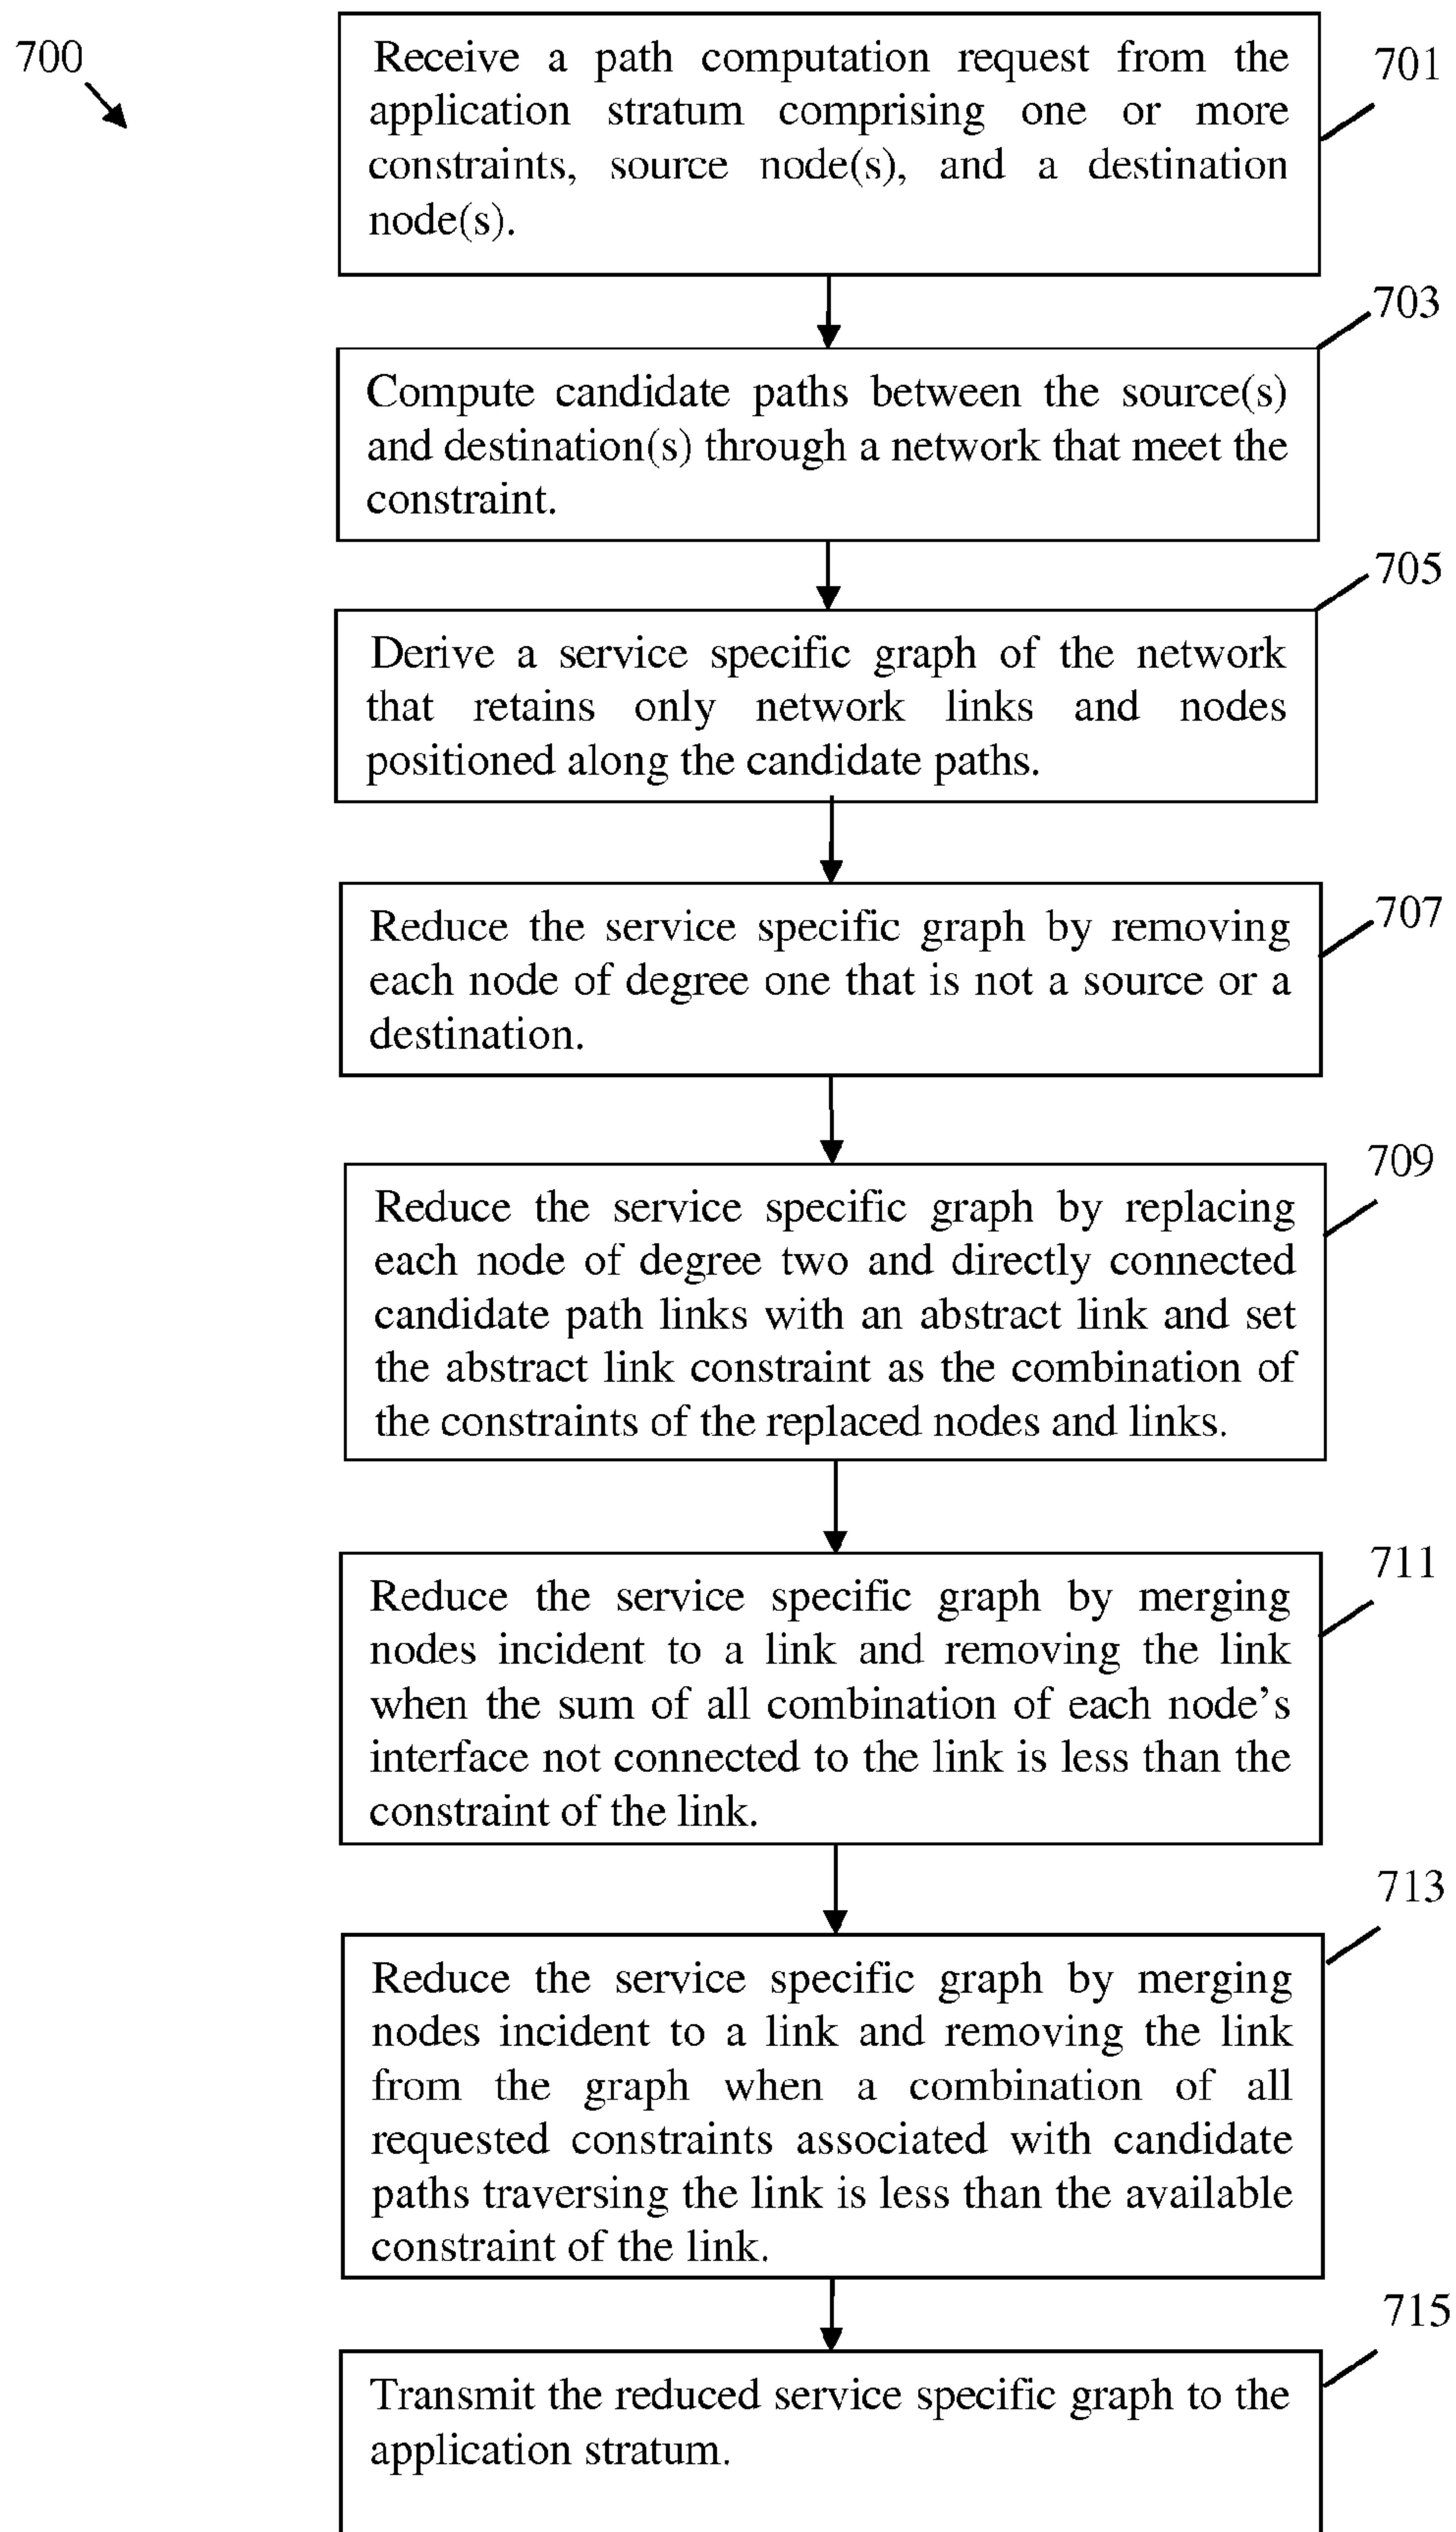 700
Receive a path computation request from the
application stratum comprising one or more
constraints, source node(s), and a destination
node(s).
701
703
Compute candidate paths between the source(s)
and destination(s) through a network that meet the
constraint.
705
Derive a service specific graph of the network
that retains only network links and nodes
positioned along the candidate paths.
707
Reduce the service specific graph by removing
each node of degree one that is not a source or a
destination.
709
Reduce the service specific graph by replacing
each node of degree two and directly connected
candidate path links with an abstract link and set
the abstract link constraint as the combination of
the constraints of the replaced nodes and links.
711
Reduce the service specific graph by merging
nodes incident to a link and removing the link
when the sum of all combination of each node’s
interface not connected to the link is less than the
constraint of the link.
713
Reduce the service specific graph by merging
nodes incident to a link and removing the link
from the graph when a combination of all
requested constraints associated with candidate
paths traversing the link is less than the available
constraint of the link.
715
Transmit the reduced service specific graph to the
application stratum.